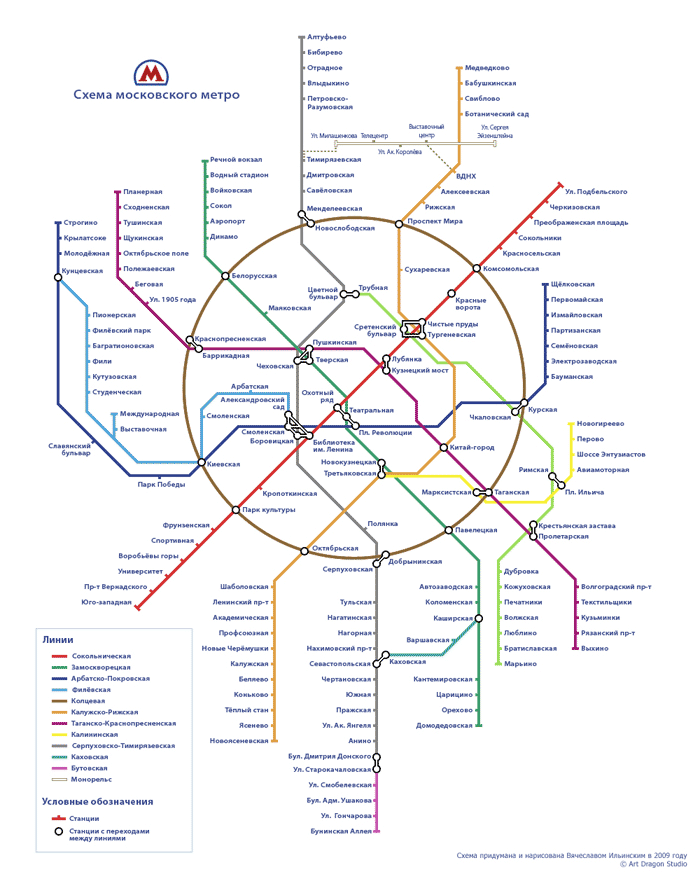 Схема московского метро
Алтуфьево
Бибирево
Отрадное
Влыдыкино
Петровско-
Разумовская
Тимирязевская
Дмитровская
Савёловская
Менделеевская
Новослободская
Ул. Милашенкова
Телецентр
Ул. Ак. Королёва
Выставочный
центр
Ул. Сергея
Эйзенштейна
Медведково
Бабушкинская
Свиблово
Ботанический сад
ВДНХ
Алексеевская
Рижская
Проспект Мира
Речной вокзал
Водный стадион
Войковская
Сокол
Аэропорт
Динамо
Белорусская
Планерная
Сходненская
Тушинская
Щукинская
Октябрьское поле
Полежаевская
Беговая
Ул. 1905 года
Строгино
Крылатсоке
Молодёжная
Кунцевская
Пионерская
Филёвский парк
Багратионовская
Фили
Кутузовская
Студенческая
Международная
Выставочная
Славянский
бульвар
Парк Победы
Киевская
Краснопресненская
Баррикадная
Маяковская
Цветной
бульвар
Трубная
Сухаревская
Сретенский
бульвар
Чистые пруды
Тургеневская
Красные
ворота
Комсомольская
Красносельская
Сокольники
Преображенская площадь
Черкизовская
Ул. Подбельского
Щёлковская
Первомайская
Измайловская
Партизанская
Семёновская
Электрозаводская
Бауманская
Курская
Чкаловская
Пушкинская
Тверская
Чеховская
Лубянка
Кузнецкий мост
Охотный
ряд
Театральная
Пл. Революции
Арбатская
Александровский
сад
Смоленская
Смоленская
Боровицкая
Библиотека
им. Ленина
Новокузнецкая
Третьяковская
Китай-город
Новогиреево
Перово
Шоссе Энтузиастов
Авиамоторная
Римская
Пл. Ильича
Марксистская
Таганская
Кропоткинская
Парк культуры
Фрунзенская
Спортивная
Воробьёвы горы
Университет
Пр-т Вернадского
Юго-западная
Полянка
Павелецкая
Крестьянская застава
Пролетарская
Октябрьская
Добрынинская
Серпуховская
Шаболовская
Ленинский пр-т
Академическая
Профсоюзная
Новые Черёмушки
Калужская
Беляево
Коньково
Тёплый стан
Ясенево
Новоясеневская
Тульская
Нагатинская
Нагорная
Нахимовский пр-т
Севастопольская
Чертановская
Южная
Пражская
Ул. Ак. Янгеля
Анино
Бул. Дмитрия Донского
Ул. Старокачаловская
Ул. Смобелевская
Бул. Адм. Ушакова
Ул. Гончарова
Бунинская Аллея
Автозаводская
Коломенская
Каширская
Варшавская
Каховская
Кантемировская
Царицино
Орехово
Домодедовская
Дубровка
Кожуховская
Печатники
Волжская
Люблино
Братиславская
Марьино
Волгоградский пр-т
Текстильщики
Кузьминки
Рязанский пр-т
Выхино
Линии
Сокольническая
Замоскворецкая
Арбатско-Покровская
Филёвская
Колцевая
Калужско-Рижская
Таганско-Краснопресненская
Калининская
Серпуховско-Тимирязевская
Каховская
Бутовская
Монорельс
Условные обозначения
Станции
Станции с переходами
между линиями
Схема придумана и нарисована Вячеславом Ильинским в 2009 году
© Art Dragon Studio